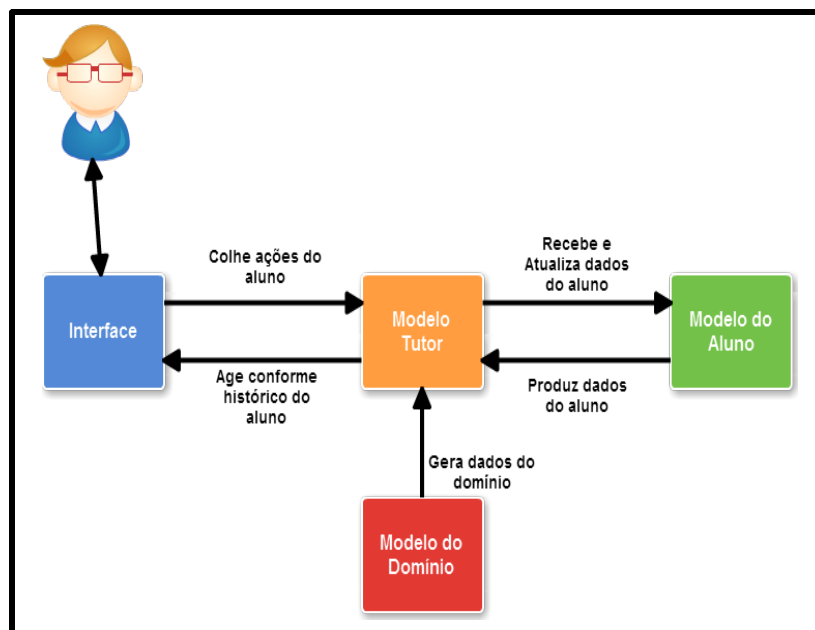 Colhe ações do
aluno
Recebe e
Atualiza dados
do aluno
Interface
Modelo
Tutor
Modelo do
Aluno
Age conforme
histórico do
aluno
Produz dados
do aluno
Gera dados do
domínio
Modelo do
Domínio